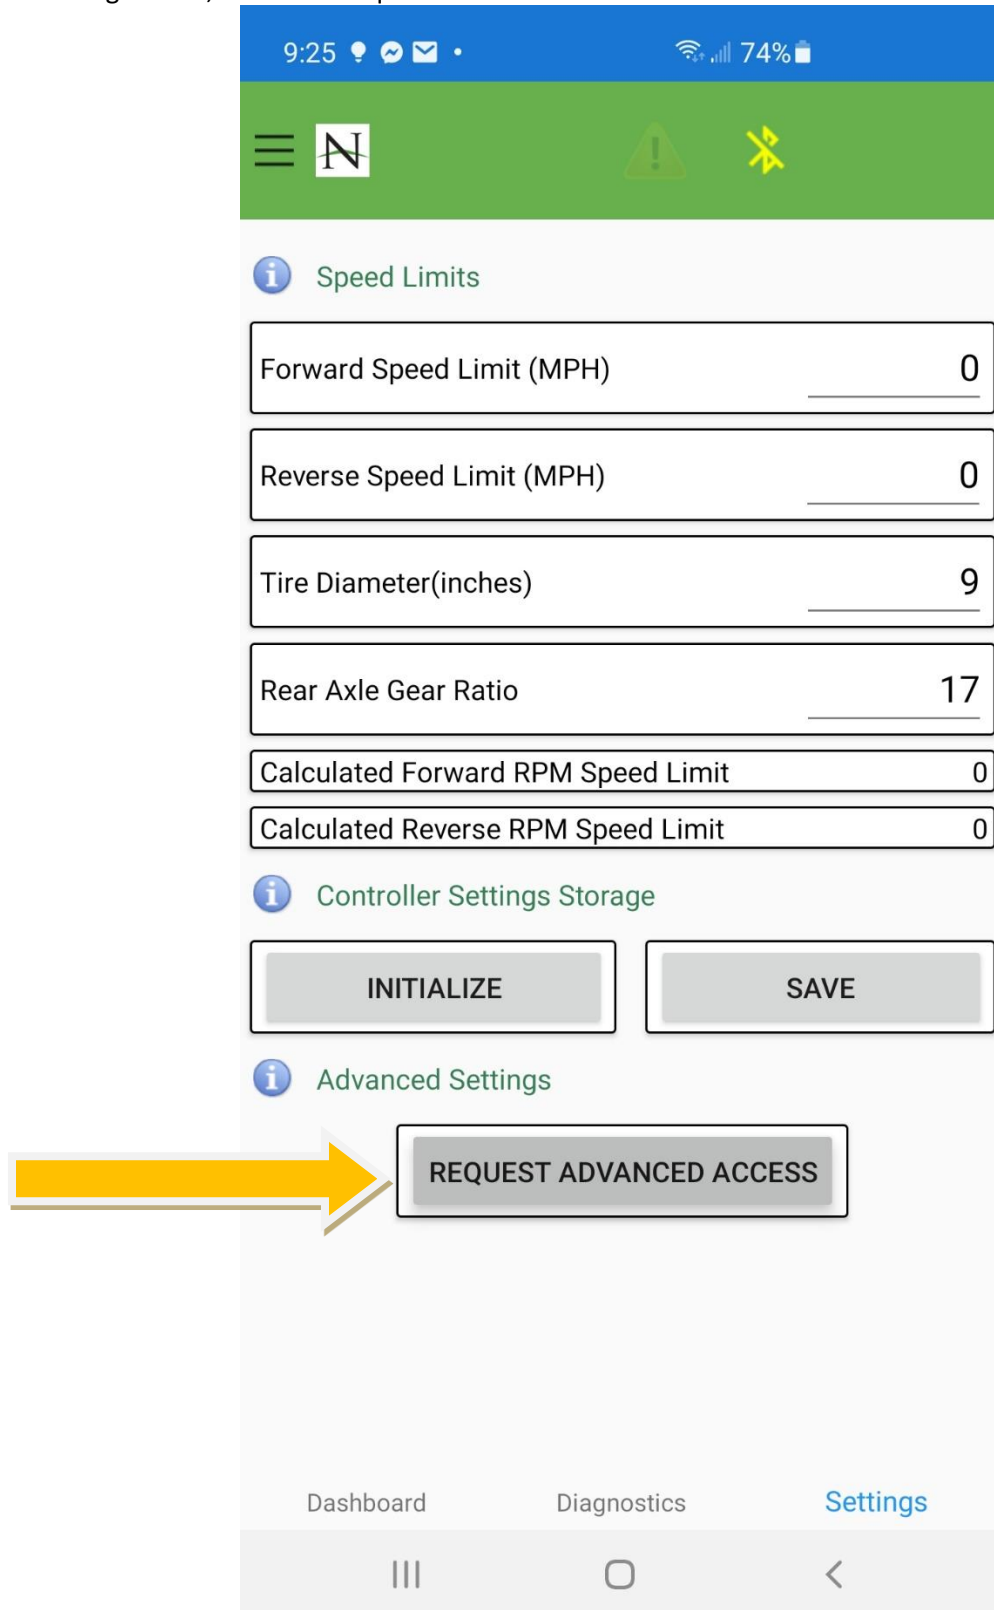 9:25 74%
N
Speed Limits
Forward Speed Limit (MPH) 0
Reverse Speed Limit (MPH) 0
Tire Diameter(inches) 9
Rear Axle Gear Ratio 17
Calculated Forward RPM Speed Limit 0
Calculated Reverse RPM Speed Limit 0
Controller Settings Storage
INITIALIZE SAVE
Advanced Settings
REQUEST ADVANCED ACCESS
Dashboard Diagnostics Settings